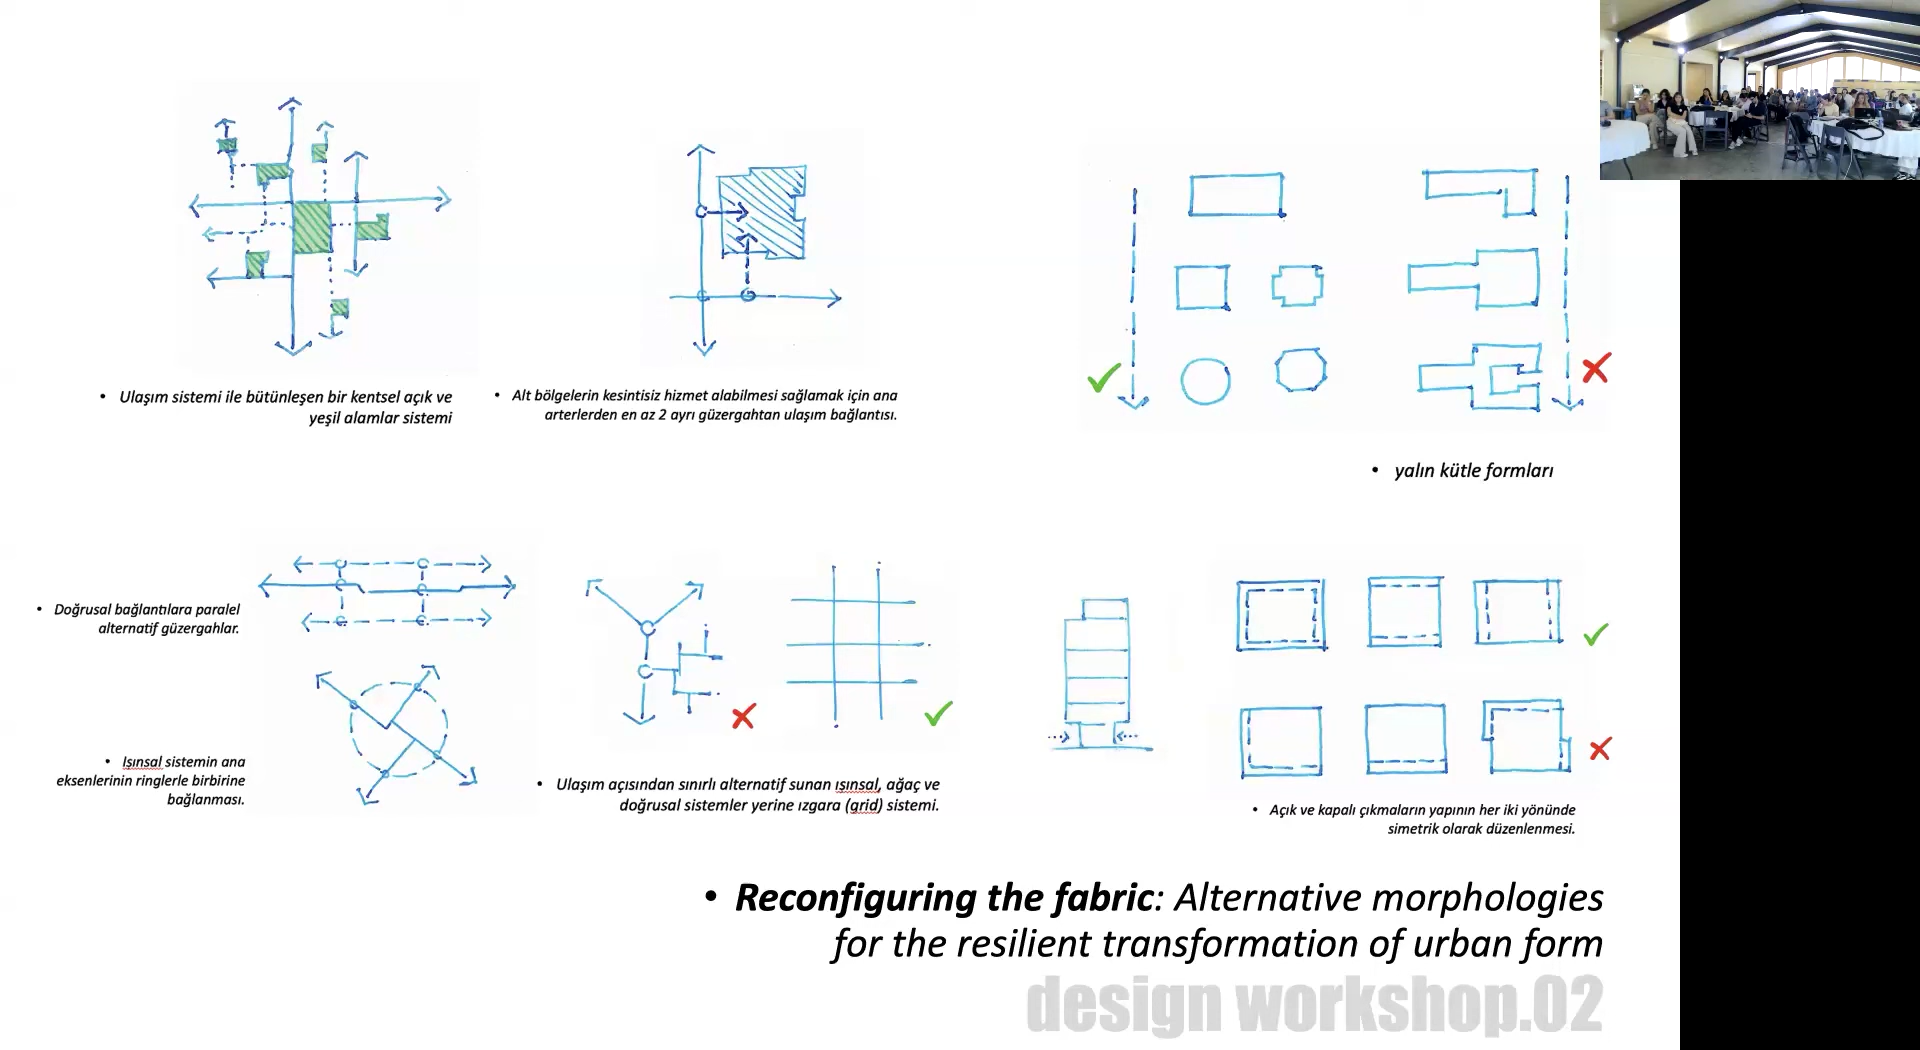 • Ulaşım sistemi ile bütünleşen bir kentsel açık ve
yeşil alamlar sistemi
• Alt bölgelerin kesintisiz hizmet alabilmesi sağlamak için ana
arterlerden en az 2 ayrı güzergahtan ulaşım bağlantısı.
• yalın kütle formları
• Doğrusal bağlantılara paralel
alternatif güzergahlar.
• Işınsal sistemin ana
eksenlerinin ringlerle birbirine
bağlanması.
• Ulaşım açısından sınırlı alternatif sunan ışınsal, ağaç ve
doğrusal sistemler yerine ızgara (grid) sistemi.
• Açık ve kapalı çıkmaların yapının her iki yönünde
simetrik olarak düzenlenmesi.
• Reconfiguring the fabric: Alternative morphologies
for the resilient transformation of urban form
design workshop.02